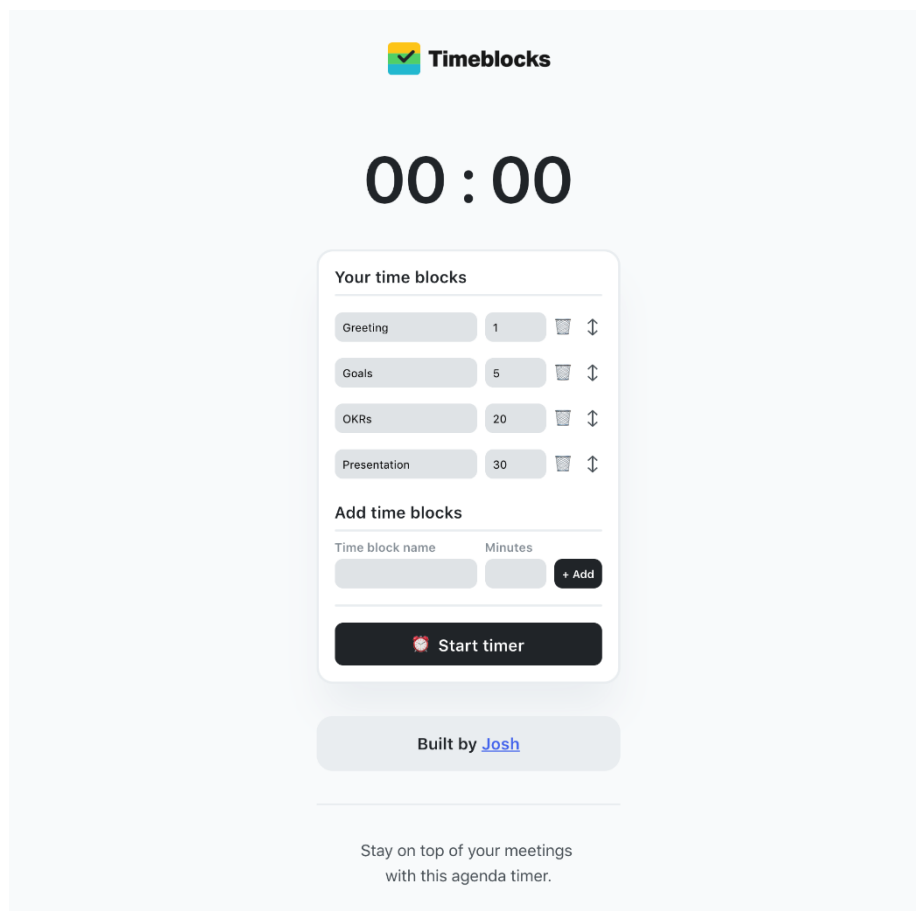 Timeblocks
00 : 00
Your time blocks
Greeting 1
Goals 5
OKRs 20
Presentation 30
Add time blocks
Time block name Minutes
+ Add
Start timer
Built by Josh
Stay on top of your meetings
with this agenda timer.